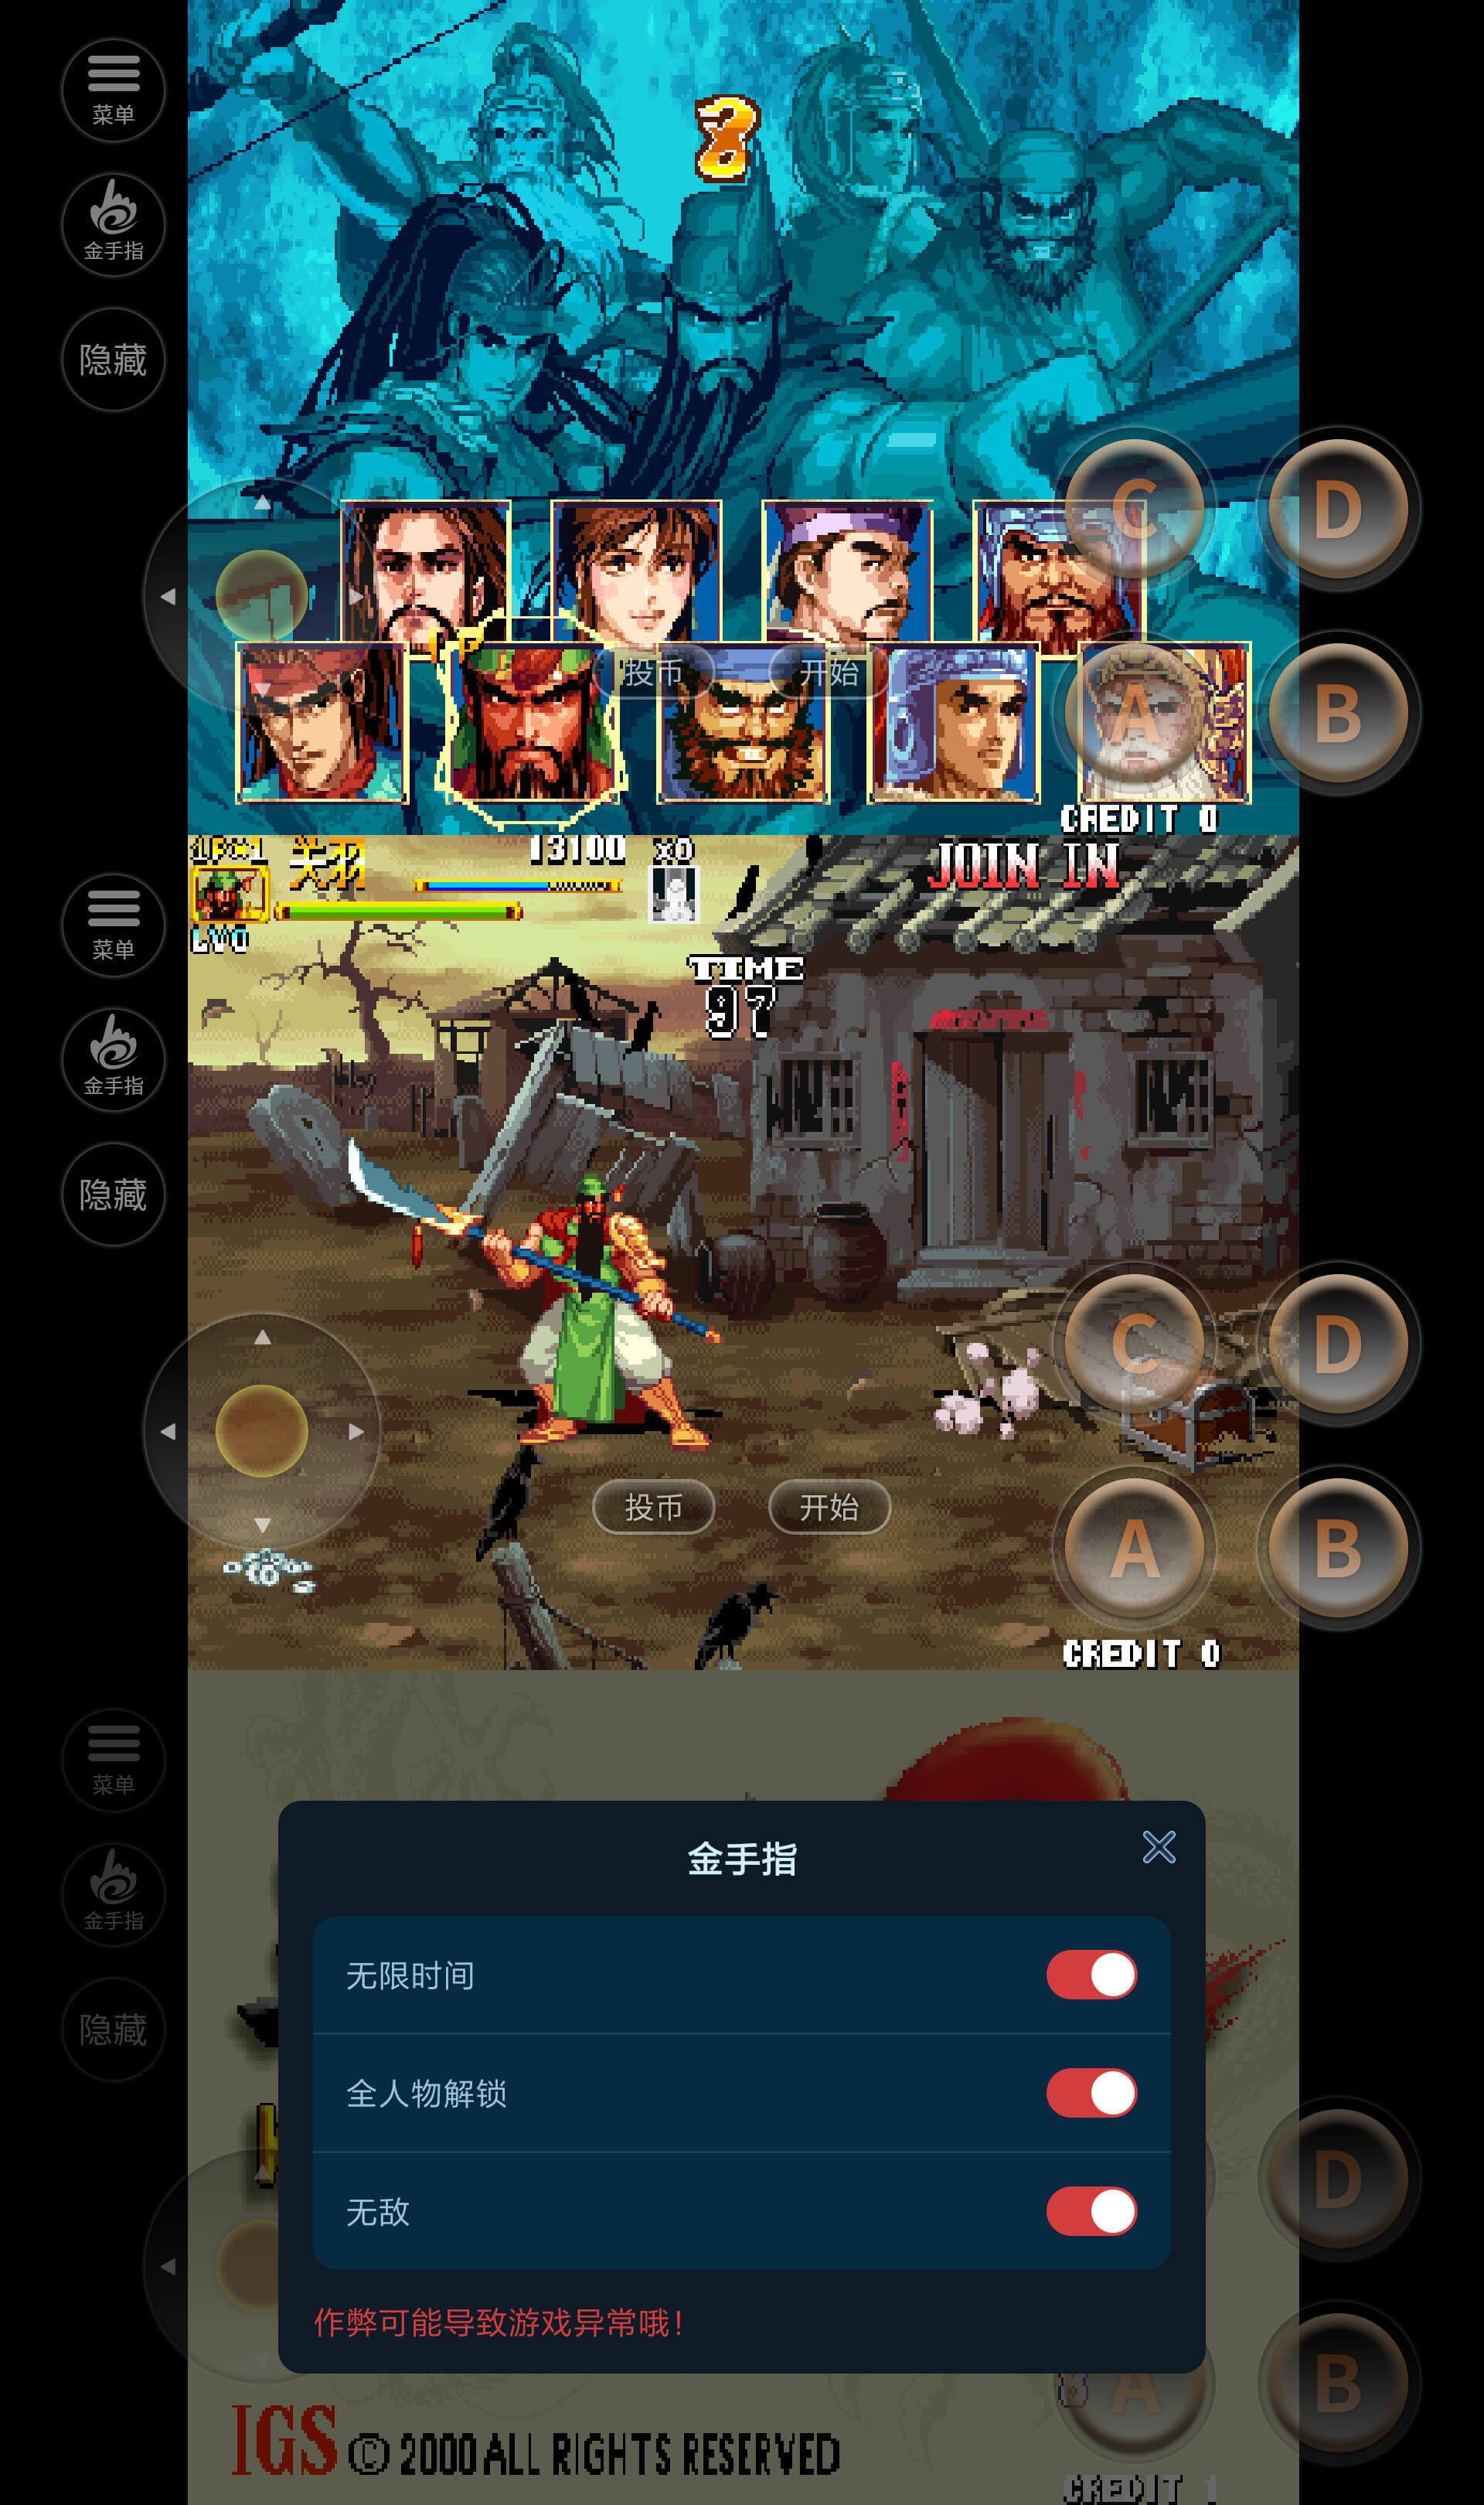 菜单
金手指
隐藏
2
C
D
投币
开始
A
B
CREDIT 0
1P
关羽
13100
X0
JOIN IN
LV0
TIME
97
菜单
金手指
隐藏
C
D
投币
开始
A
B
CREDIT 0
菜单
金手指
隐藏
金手指
无限时间
全人物解锁
无敌
作弊可能导致游戏异常哦!
D
A
B
IGS © 2000 ALL RIGHTS RESERVED
CREDIT 1